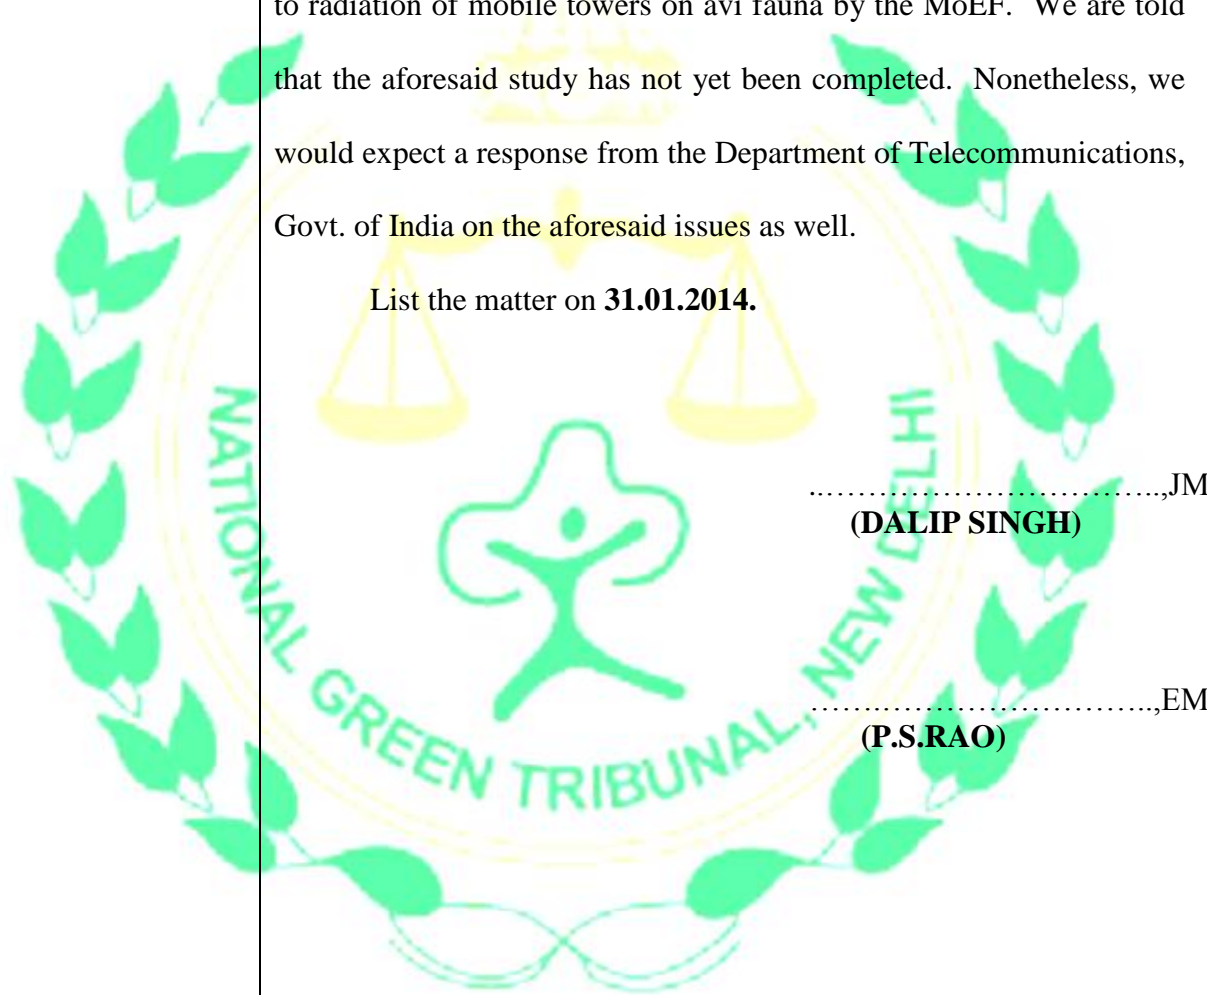 to radiation of mobile towers on avi fauna by the MoEF. We are told
that the aforesaid study has not yet been completed. Nonetheless, we
would expect a response from the Department of Telecommunications,
Govt. of India on the aforesaid issues as well.
List the matter on 31.01.2014.
..…………………………..,JM
(DALIP SINGH)
…………………………..,EM
(P.S.RAO)
NATIONAL GREEN TRIBUNAL, NEW DELHI